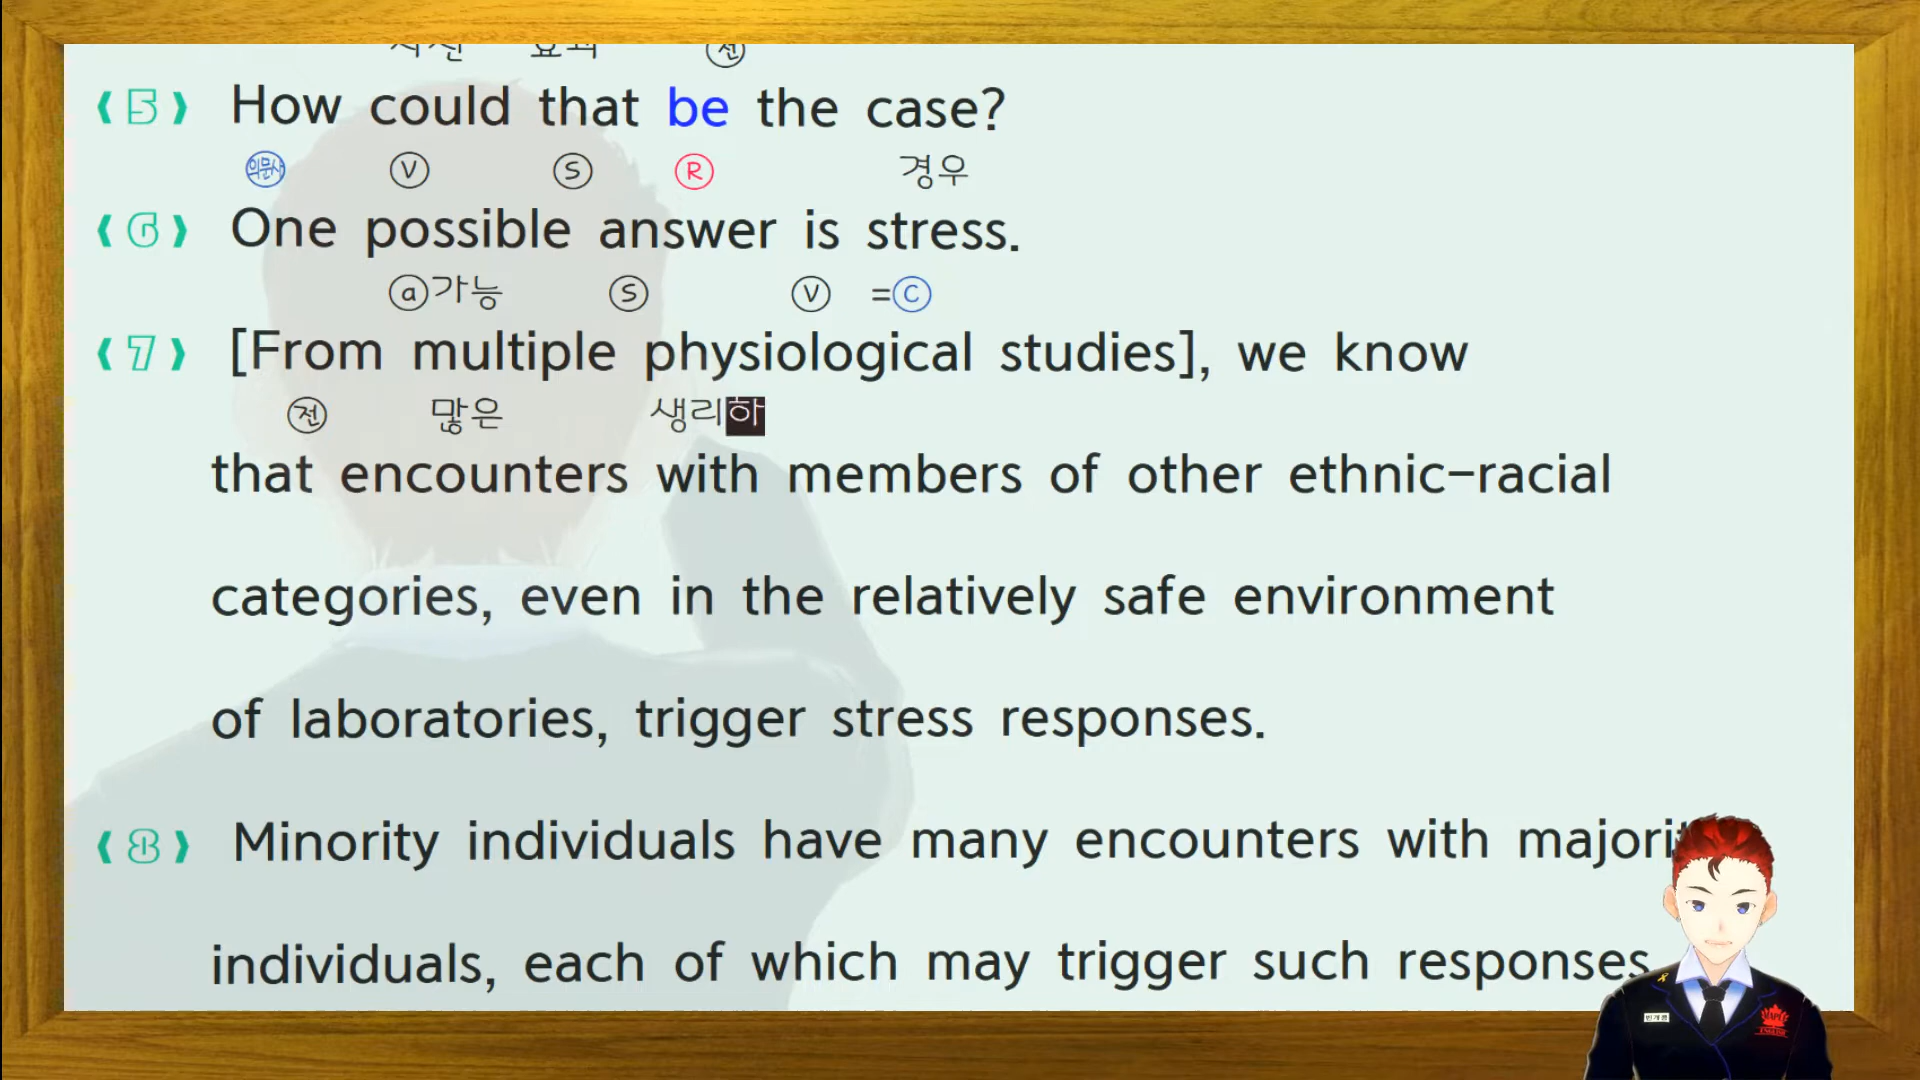 ⟬5⟭ How could that be the case?
의문사 V S R 경우
⟬6⟭ One possible answer is stress.
a가능 S V =C
⟬7⟭ [From multiple physiological studies], we know
전 많은 생리하
that encounters with members of other ethnic-racial
categories, even in the relatively safe environment
of laboratories, trigger stress responses.
⟬8⟭ Minority individuals have many encounters with
individuals, each of which may trigger such responses